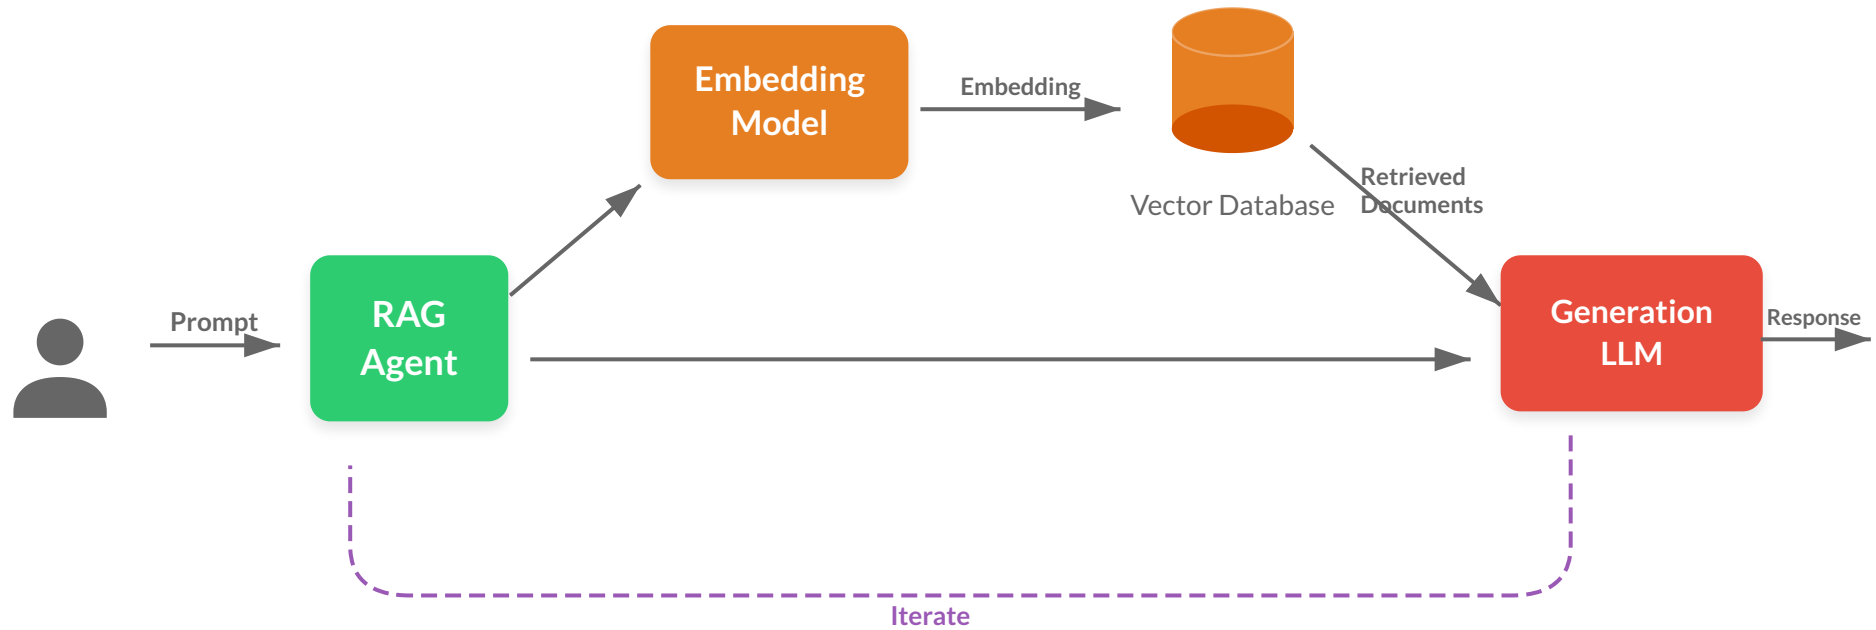 Embedding
Model
Embedding
Retrieved
Documents
Vector Database
Prompt
RAG
Agent
Generation
LLM
Response
Iterate